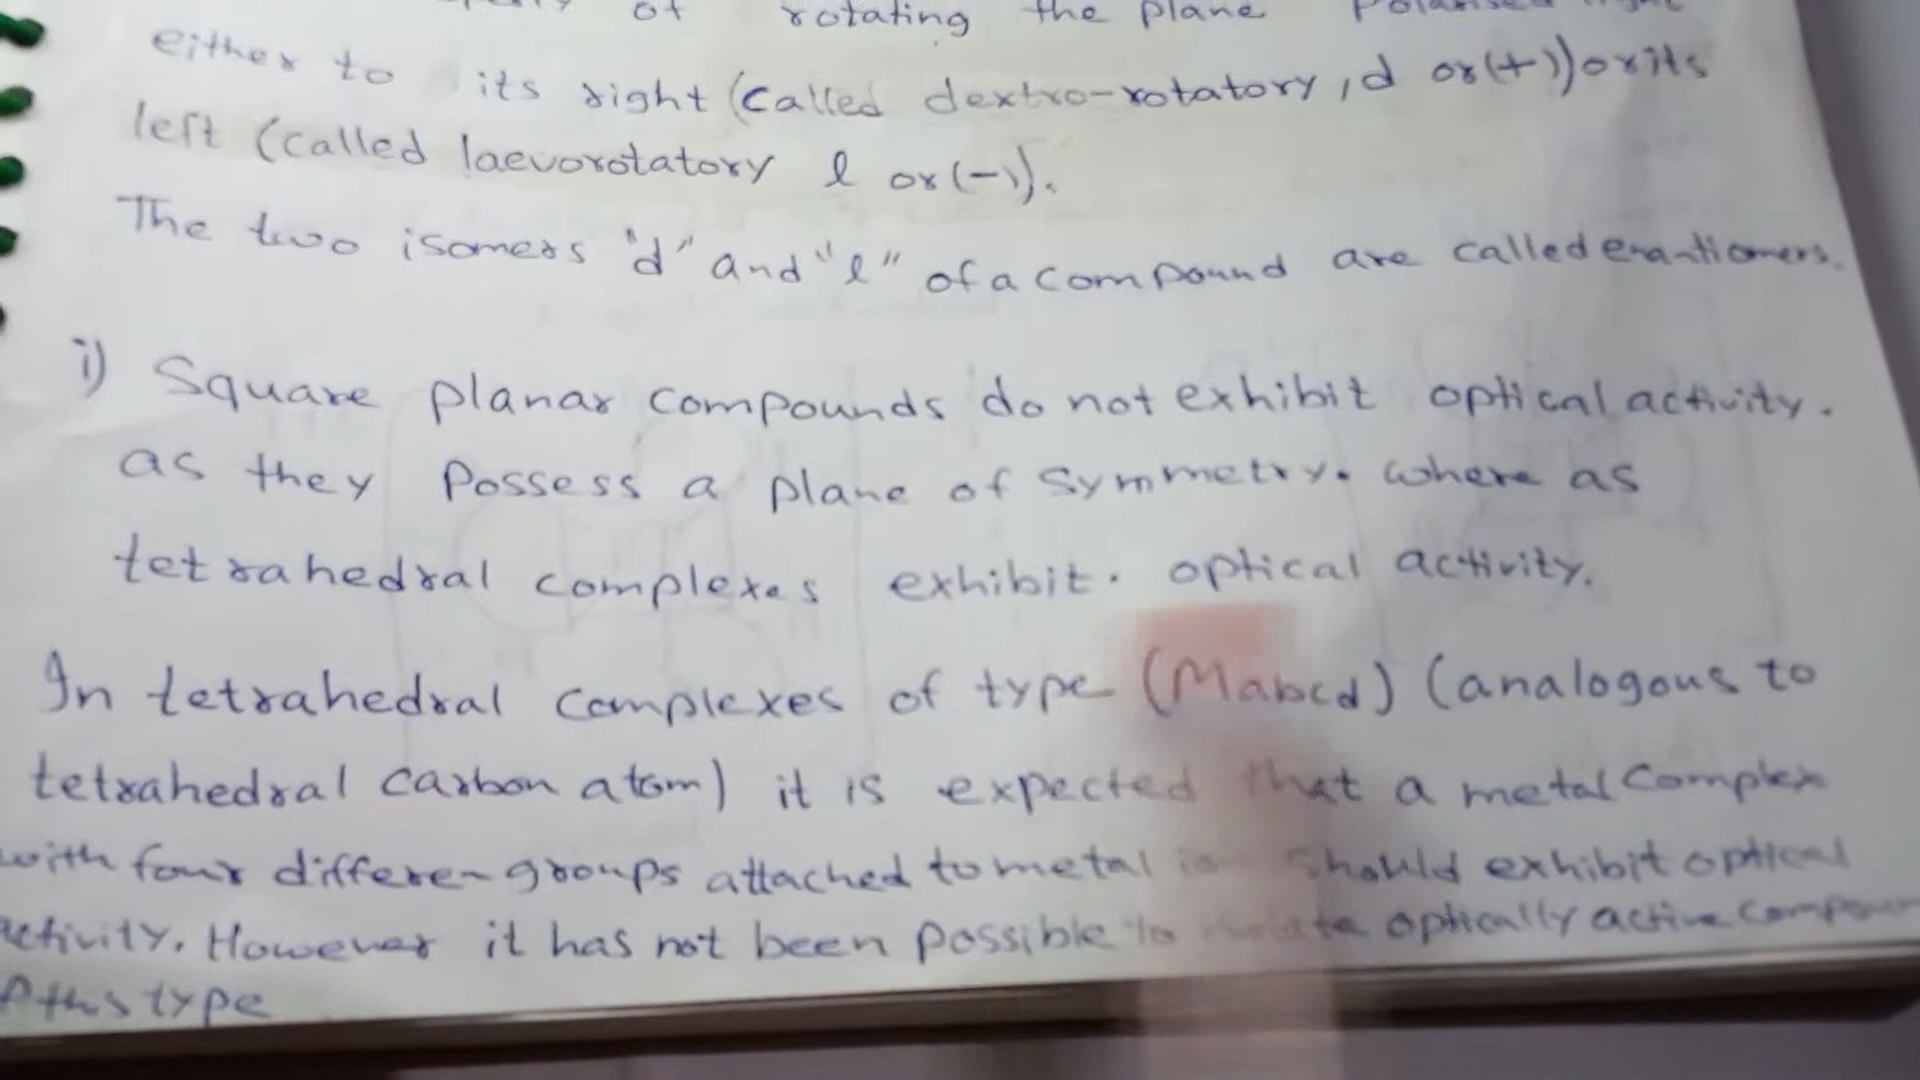 of rotating the plane
either to its right (called dextro-rotatory, d or (+)) or its
left (called laevorotatory l or (-)).
The two isomers "d" and "l" of a compound are called enantiomers.
i) Square planar compounds do not exhibit optical activity.
as they possess a plane of symmetry. where as
tetrahedral complexes exhibit. optical activity.
In tetrahedral complexes of type (Mabcd) (analogous to
tetrahedral carbon atom) it is expected that a metal complex
with four differen groups attached to metal should exhibit optical
activity. However it has not been possible to optically active
this type